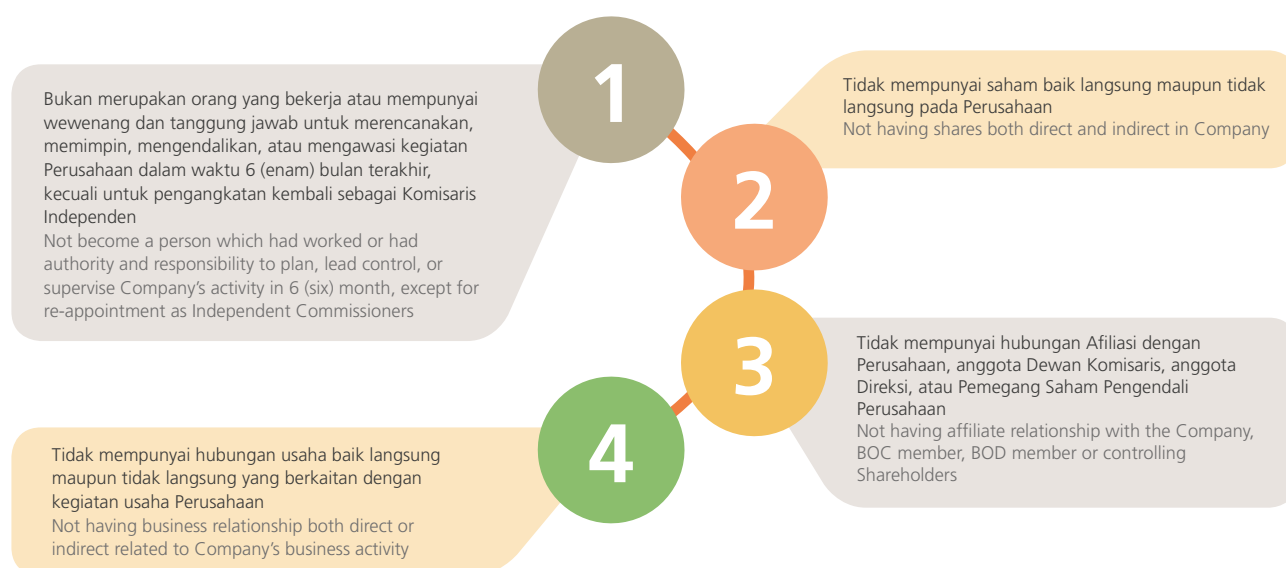 1
Bukan merupakan orang yang bekerja atau mempunyai
wewenang dan tanggung jawab untuk merencanakan,
memimpin, mengendalikan, atau mengawasi kegiatan
Perusahaan dalam waktu 6 (enam) bulan terakhir,
kecuali untuk pengangkatan kembali sebagai Komisaris
Independen
Not become a person which had worked or had
authority and responsibility to plan, lead control, or
supervise Company’s activity in 6 (six) month, except for
re-appointment as Independent Commissioners
2
Tidak mempunyai saham baik langsung maupun tidak
langsung pada Perusahaan
Not having shares both direct and indirect in Company
3
Tidak mempunyai hubungan Afiliasi dengan
Perusahaan, anggota Dewan Komisaris, anggota
Direksi, atau Pemegang Saham Pengendali
Perusahaan
Not having affiliate relationship with the Company,
BOC member, BOD member or controlling
Shareholders
4
Tidak mempunyai hubungan usaha baik langsung
maupun tidak langsung yang berkaitan dengan
kegiatan usaha Perusahaan
Not having business relationship both direct or
indirect related to Company’s business activity